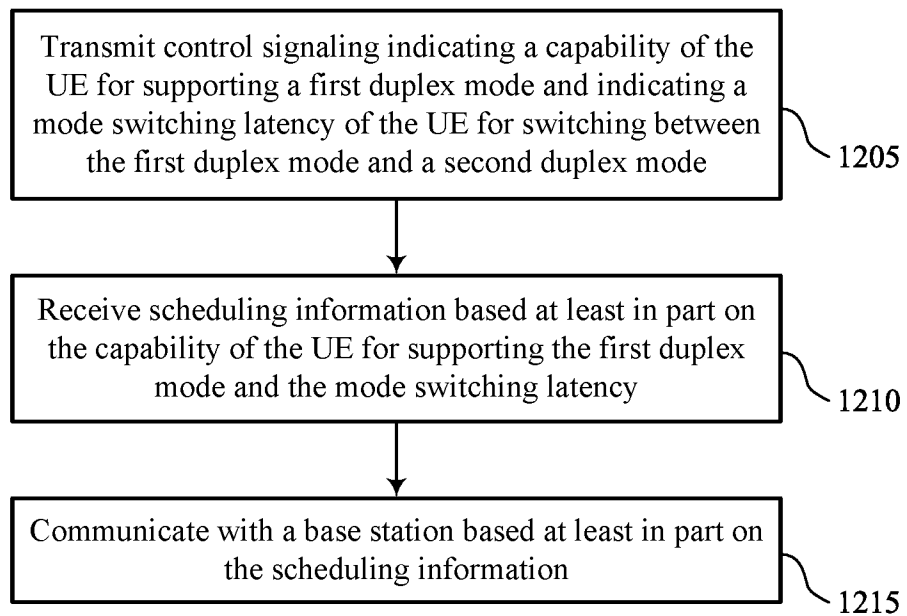 Transmit control signaling indicating a capability of the
UE for supporting a first duplex mode and indicating a
mode switching latency of the UE for switching between
the first duplex mode and a second duplex mode
1205
Receive scheduling information based at least in part on
the capability of the UE for supporting the first duplex
mode and the mode switching latency
1210
Communicate with a base station based at least in part on
the scheduling information
1215